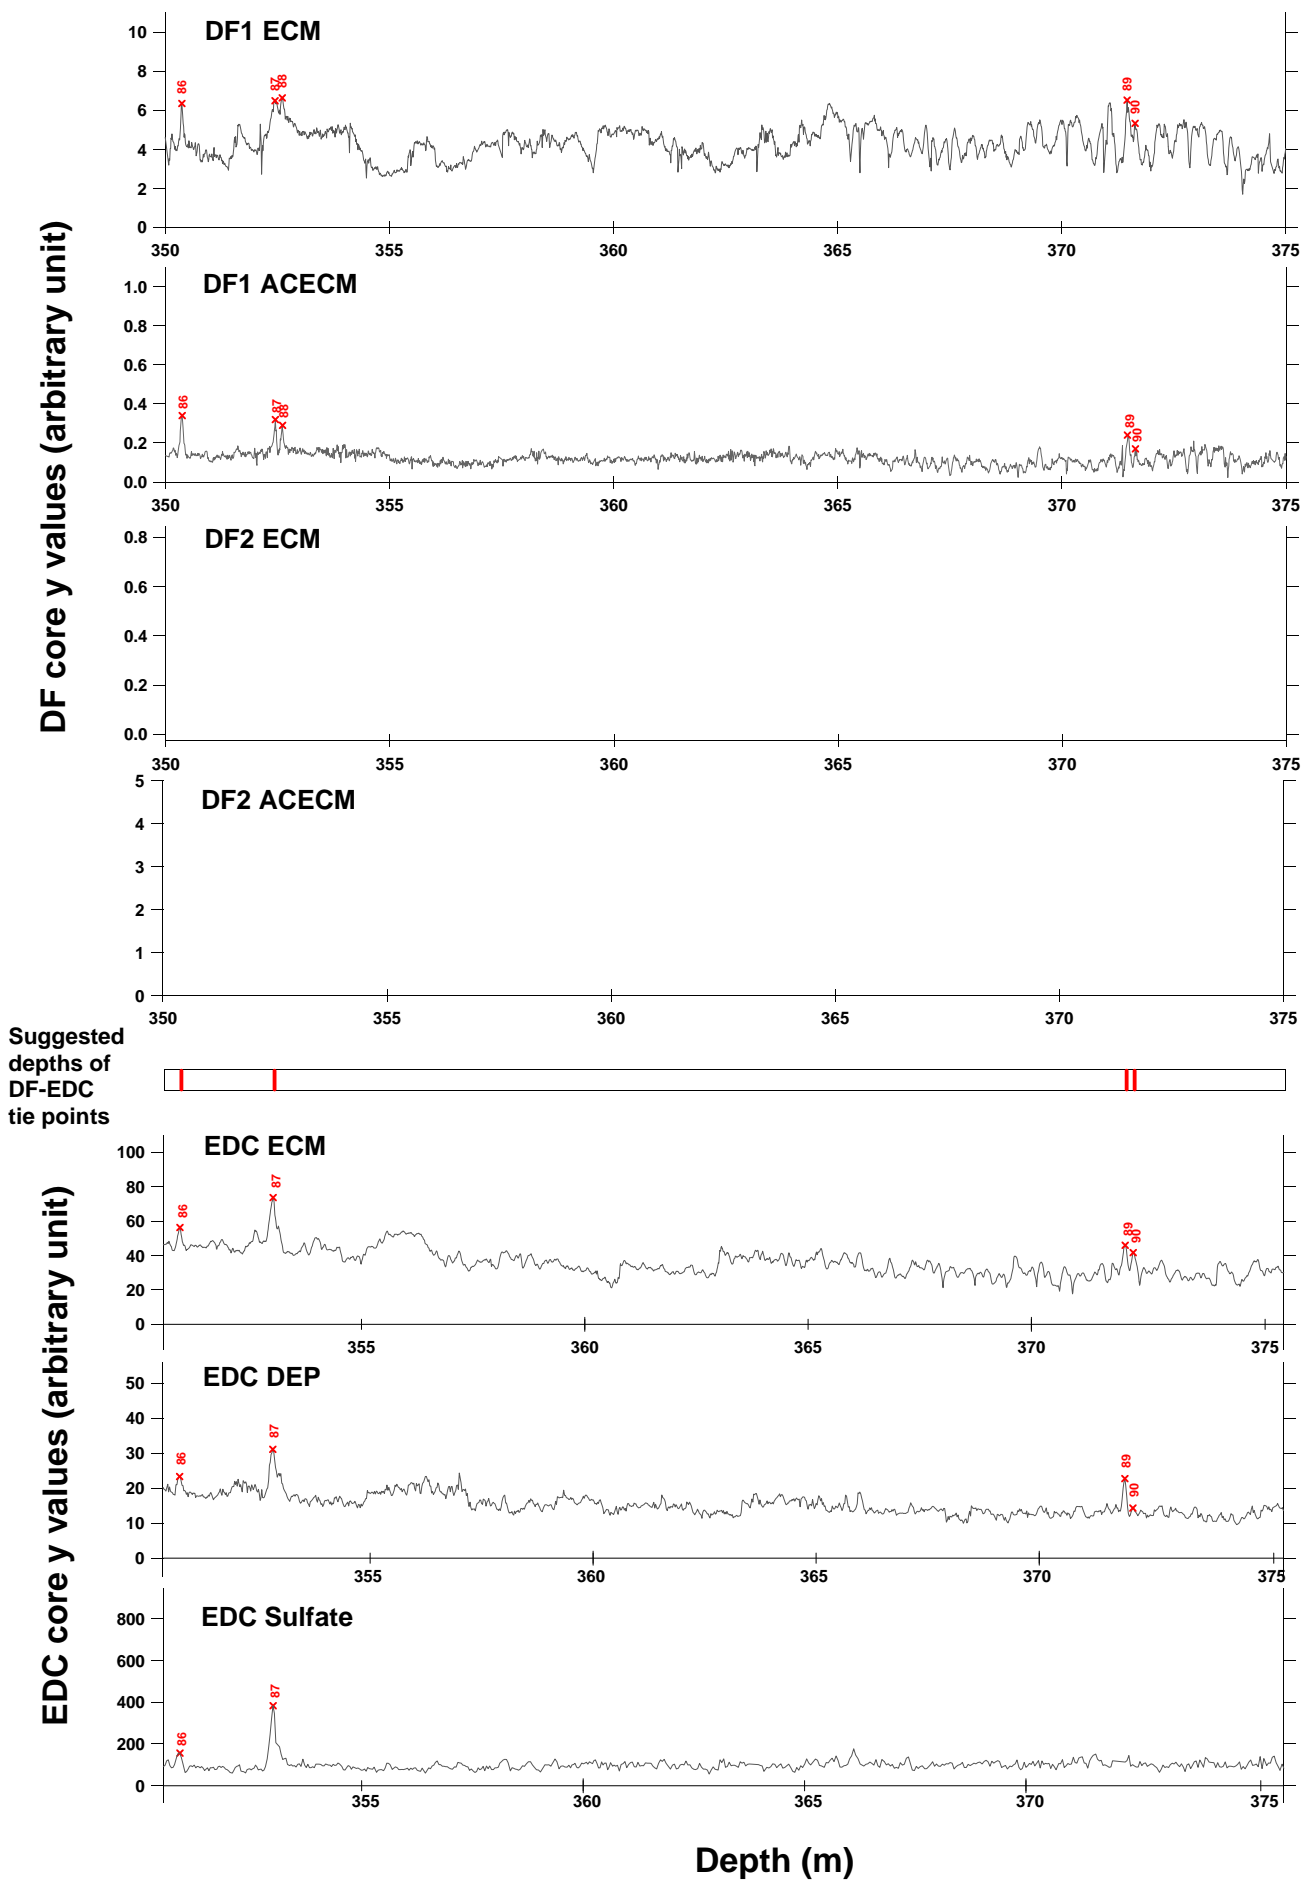 DF core y values (arbitrary unit)
DF1 ECM
10
8
6
4
2
0
86
87
88
89
90
350 355 360 365 370 375
DF1 ACECM
1.0
0.8
0.6
0.4
0.2
0.0
86
87
88
89
90
350 355 360 365 370 375
DF2 ECM
0.8
0.6
0.4
0.2
0.0
350 355 360 365 370 375
DF2 ACECM
5
4
3
2
1
0
350 355 360 365 370 375
Suggested
depths of
DF-EDC
tie points
EDC core y values (arbitrary unit)
EDC ECM
100
80
60
40
20
0
86
87
89
90
355 360 365 370 375
EDC DEP
50
40
30
20
10
0
86
87
89
90
355 360 365 370 375
EDC Sulfate
800
600
400
200
0
86
87
355 360 365 370 375
Depth (m)